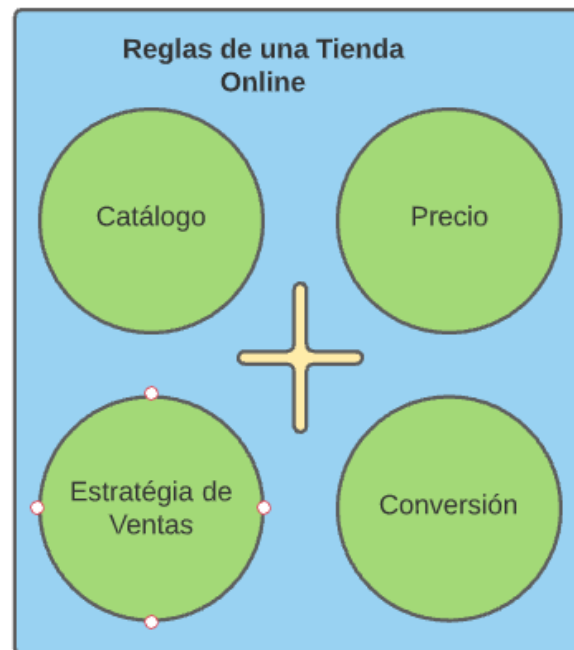 Reglas de una Tienda
Online
Catálogo
Precio
Estratégia de
Ventas
Conversión